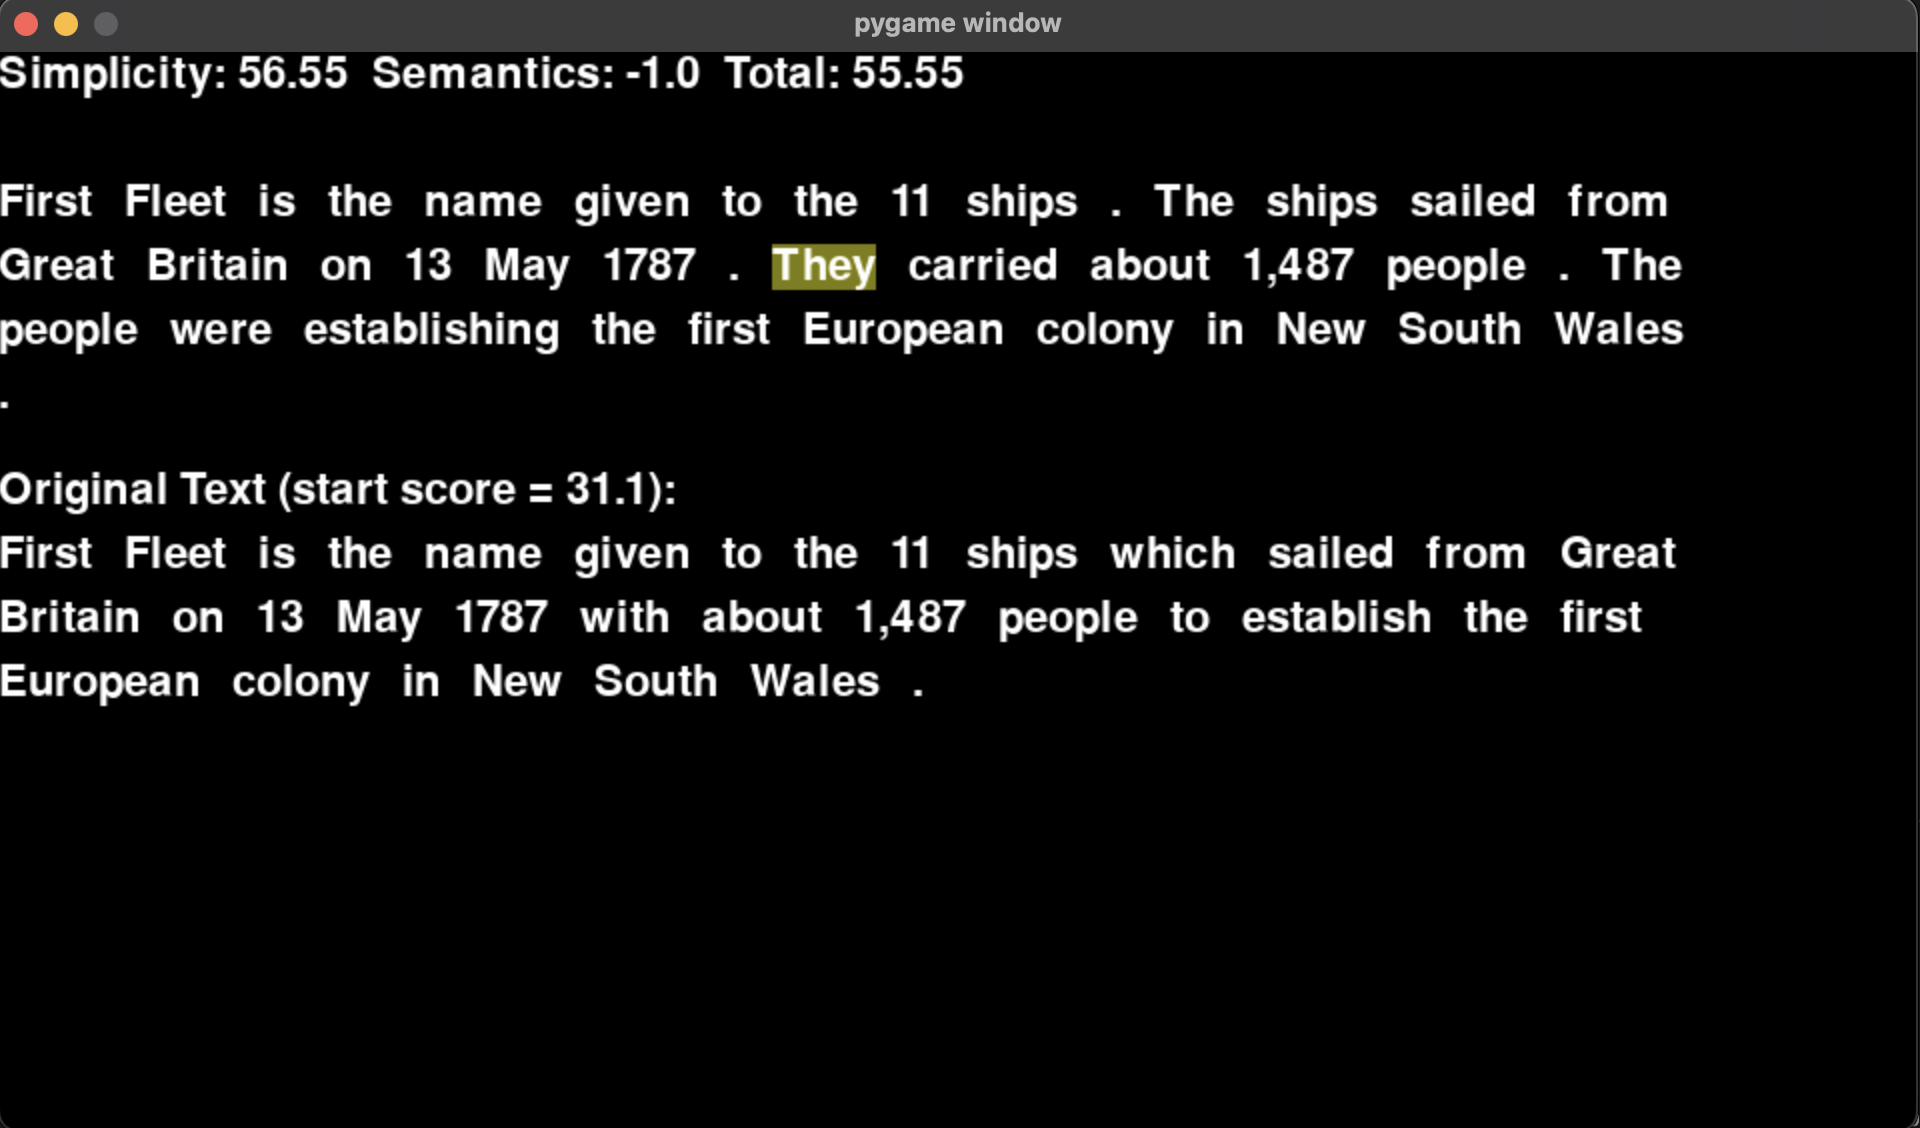 pygame window
Simplicity: 56.55 Semantics: -1.0 Total: 55.55
First Fleet is the name given to the 11 ships . The ships sailed from
Great Britain on 13 May 1787 . They carried about 1,487 people . The
people were establishing the first European colony in New South Wales
.
Original Text (start score = 31.1):
First Fleet is the name given to the 11 ships which sailed from Great
Britain on 13 May 1787 with about 1,487 people to establish the first
European colony in New South Wales .